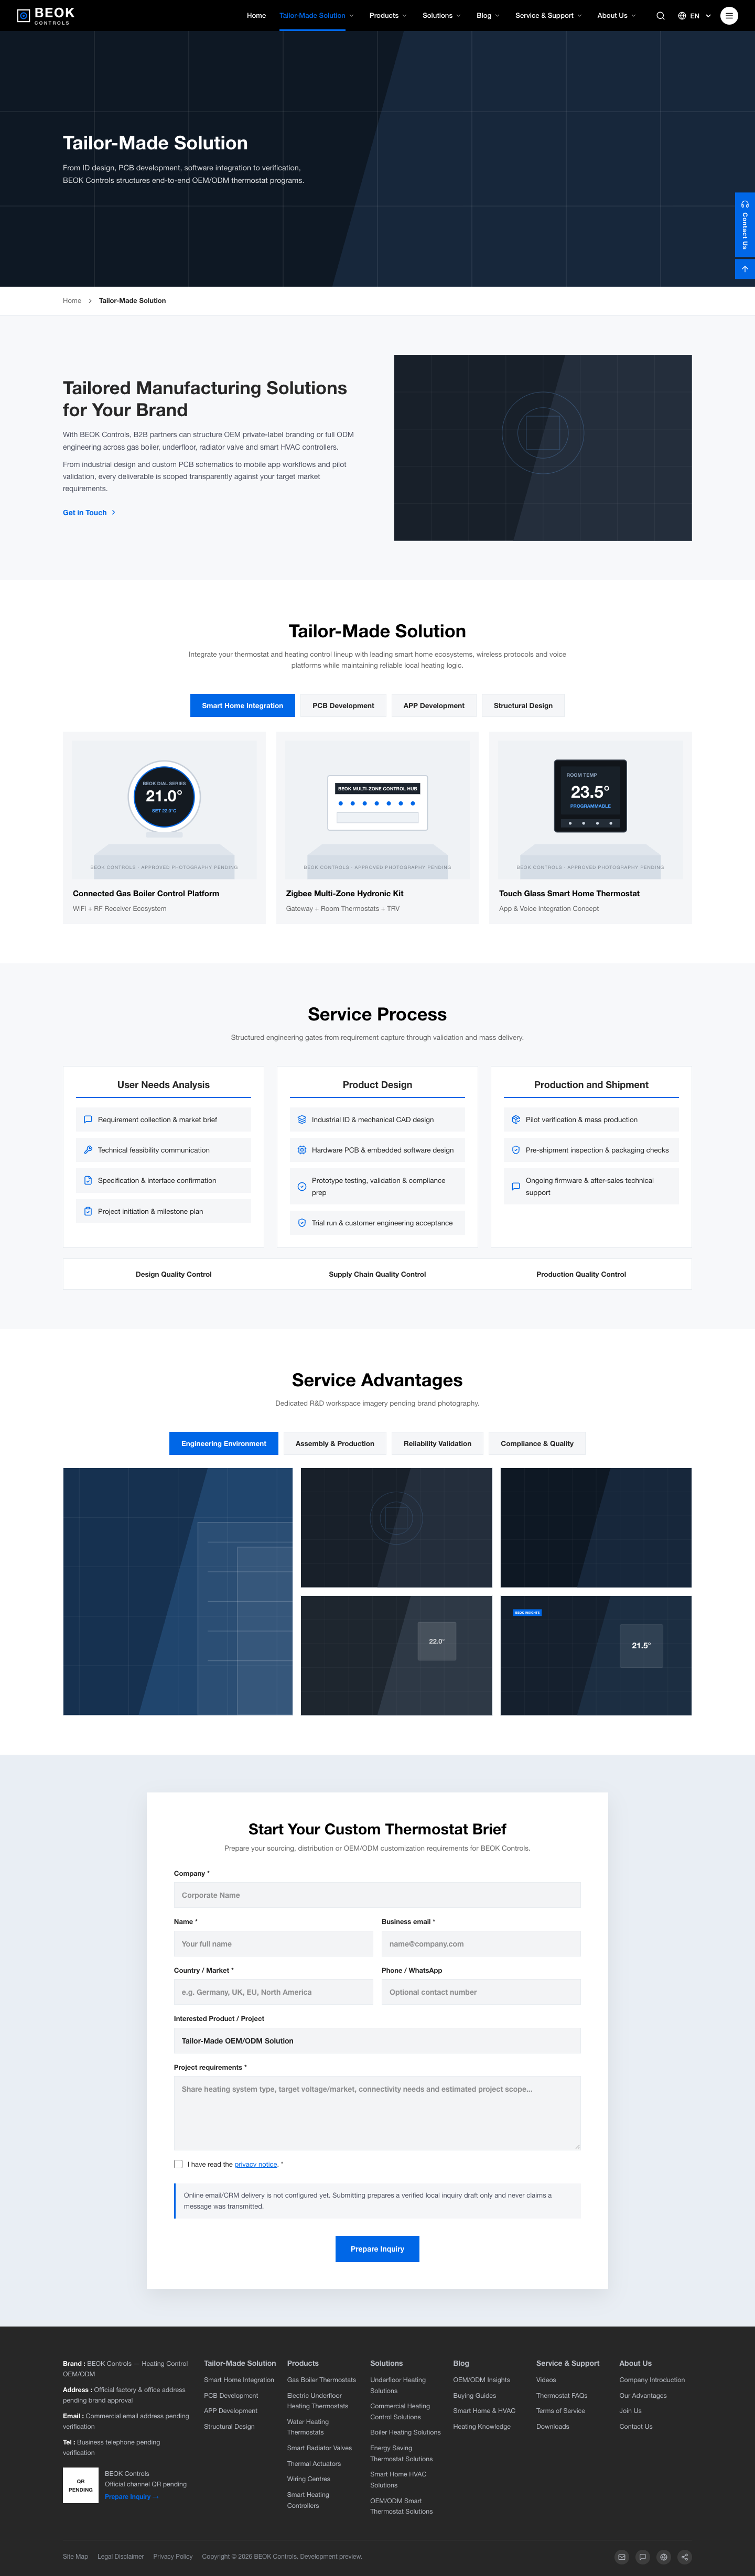 BEOK
CONTROLS
Home
Tailor-Made Solution
Products
Solutions
Blog
Service & Support
About Us
EN
Tailor-Made Solution
From ID design, PCB development, software integration to verification,
BEOK Controls structures end-to-end OEM/ODM thermostat programs.
Contact Us
Home
Tailor-Made Solution
Tailored Manufacturing Solutions
for Your Brand
With BEOK Controls, B2B partners can structure OEM private-label branding or full ODM
engineering across gas boiler, underfloor, radiator valve and smart HVAC controllers.
From industrial design and custom PCB schematics to mobile app workflows and pilot
validation, every deliverable is scoped transparently against your target market
requirements.
Get in Touch
Tailor-Made Solution
Integrate your thermostat and heating control lineup with leading smart home ecosystems, wireless protocols and voice
platforms while maintaining reliable local heating logic.
Smart Home Integration
PCB Development
APP Development
Structural Design
BEOK DIAL SERIES
21.0°
SET 22.0°C
BEOK CONTROLS · APPROVED PHOTOGRAPHY PENDING
Connected Gas Boiler Control Platform
WiFi + RF Receiver Ecosystem
BEOK MULTI-ZONE CONTROL HUB
BEOK CONTROLS · APPROVED PHOTOGRAPHY PENDING
Zigbee Multi-Zone Hydronic Kit
Gateway + Room Thermostats + TRV
ROOM TEMP
23.5°
PROGRAMMABLE
BEOK CONTROLS · APPROVED PHOTOGRAPHY PENDING
Touch Glass Smart Home Thermostat
App & Voice Integration Concept
Service Process
Structured engineering gates from requirement capture through validation and mass delivery.
User Needs Analysis
Requirement collection & market brief
Technical feasibility communication
Specification & interface confirmation
Project initiation & milestone plan
Product Design
Industrial ID & mechanical CAD design
Hardware PCB & embedded software design
Prototype testing, validation & compliance
prep
Trial run & customer engineering acceptance
Production and Shipment
Pilot verification & mass production
Pre-shipment inspection & packaging checks
Ongoing firmware & after-sales technical
support
Design Quality Control
Supply Chain Quality Control
Production Quality Control
Service Advantages
Dedicated R&D workspace imagery pending brand photography.
Engineering Environment
Assembly & Production
Reliability Validation
Compliance & Quality
22.0°
BEOK INSIGHTS
21.5°
Start Your Custom Thermostat Brief
Prepare your sourcing, distribution or OEM/ODM customization requirements for BEOK Controls.
Company *
Corporate Name
Name *
Business email *
Your full name
name@company.com
Country / Market *
Phone / WhatsApp
e.g. Germany, UK, EU, North America
Optional contact number
Interested Product / Project
Tailor-Made OEM/ODM Solution
Project requirements *
Share heating system type, target voltage/market, connectivity needs and estimated project scope...
I have read the privacy notice. *
Online email/CRM delivery is not configured yet. Submitting prepares a verified local inquiry draft only and never claims a
message was transmitted.
Prepare Inquiry
Brand : BEOK Controls — Heating Control
OEM/ODM
Address : Official factory & office address
pending brand approval
Email : Commercial email address pending
verification
Tel : Business telephone pending
verification
QR
PENDING
BEOK Controls
Official channel QR pending
Prepare Inquiry →
Tailor-Made Solution
Smart Home Integration
PCB Development
APP Development
Structural Design
Products
Gas Boiler Thermostats
Electric Underfloor
Heating Thermostats
Water Heating
Thermostats
Smart Radiator Valves
Thermal Actuators
Wiring Centres
Smart Heating
Controllers
Solutions
Underfloor Heating
Solutions
Commercial Heating
Control Solutions
Boiler Heating Solutions
Energy Saving
Thermostat Solutions
Smart Home HVAC
Solutions
OEM/ODM Smart
Thermostat Solutions
Blog
OEM/ODM Insights
Buying Guides
Smart Home & HVAC
Heating Knowledge
Service & Support
Videos
Thermostat FAQs
Terms of Service
Downloads
About Us
Company Introduction
Our Advantages
Join Us
Contact Us
Site Map
Legal Disclaimer
Privacy Policy
Copyright © 2026 BEOK Controls. Development preview.